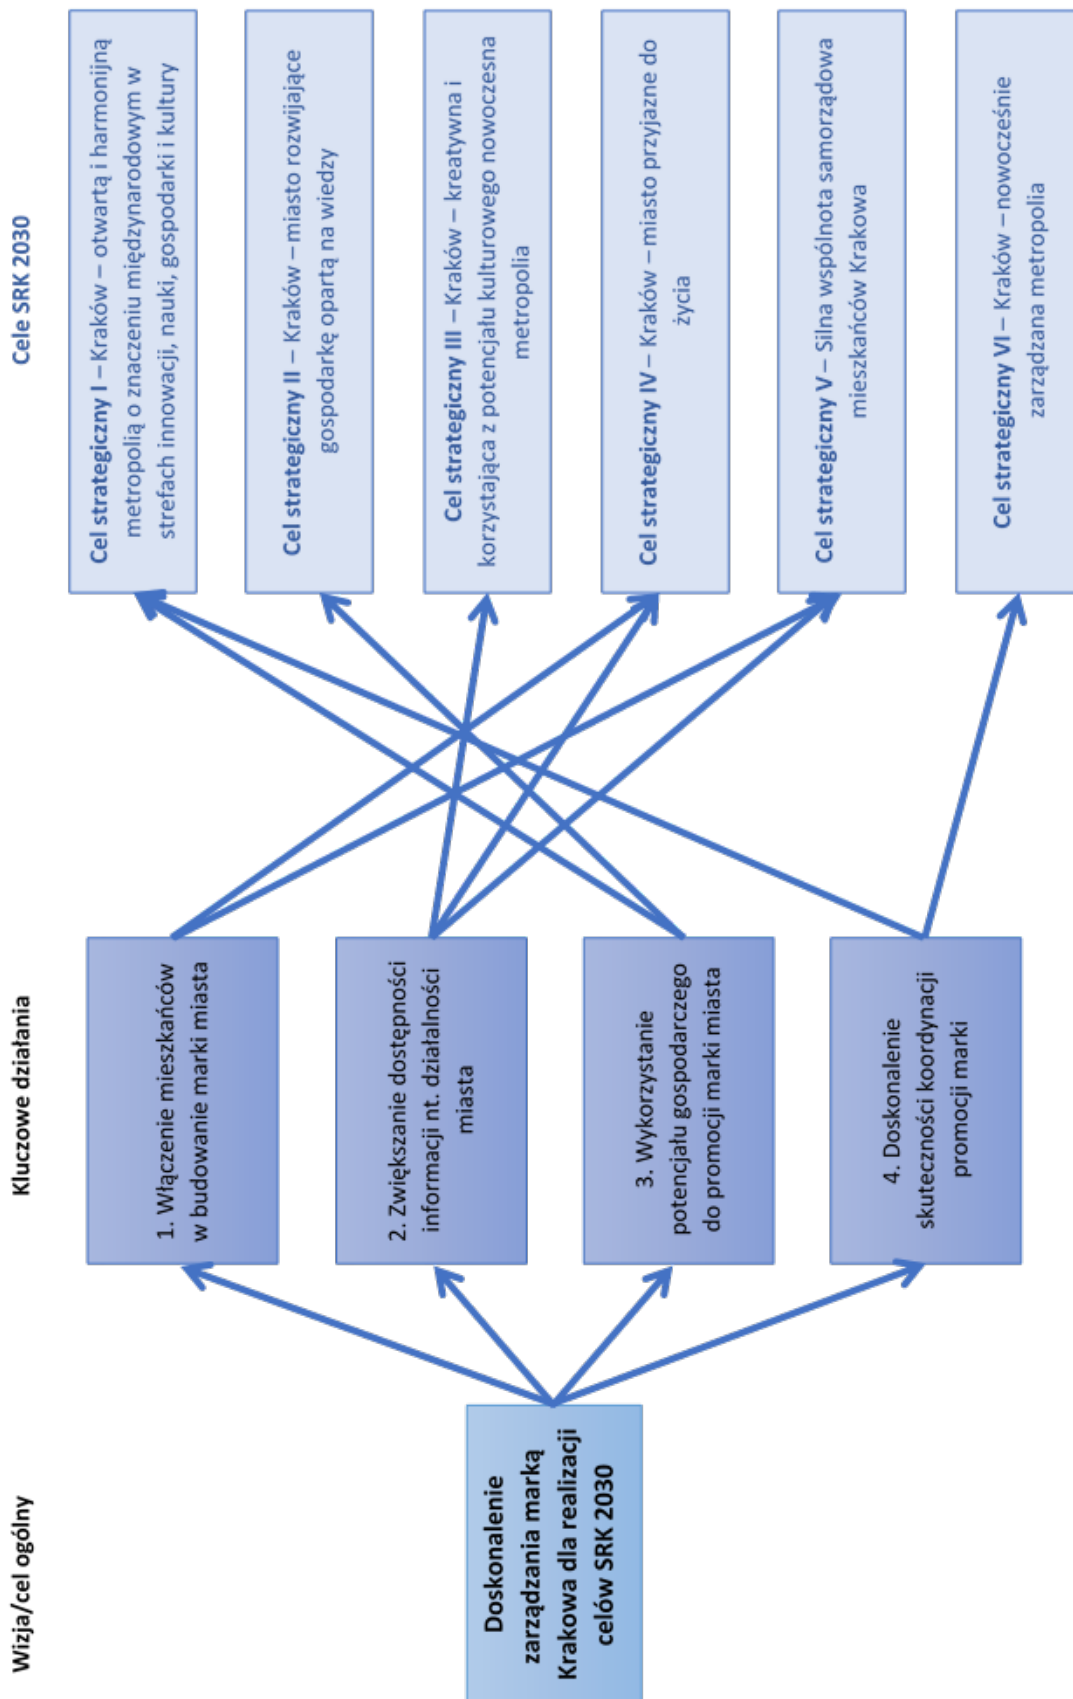 Wizja/cel ogólny
Kluczowe działania
Cele SRK 2030
Doskonalenie
zarządzania marką
Krakowa dla realizacji
celów SRK 2030
1. Włączenie mieszkańców
w budowanie marki miasta
2. Zwiększanie dostępności
informacji nt. działalności
miasta
3. Wykorzystanie
potencjału gospodarczego
do promocji marki miasta
4. Doskonalenie
skuteczności koordynacji
promocji marki
Cel strategiczny I – Kraków – otwartą i harmonijną
metropolią o znaczeniu międzynarodowym w
strefach innowacji, nauki, gospodarki i kultury
Cel strategiczny II – Kraków – miasto rozwijające
gospodarkę opartą na wiedzy
Cel strategiczny III – Kraków – kreatywna i
korzystająca z potencjału kulturowego nowoczesna
metropolia
Cel strategiczny IV – Kraków – miasto przyjazne do
życia
Cel strategiczny V – Silna wspólnota samorządowa
mieszkańców Krakowa
Cel strategiczny VI – Kraków – nowocześnie
zarządzana metropolia